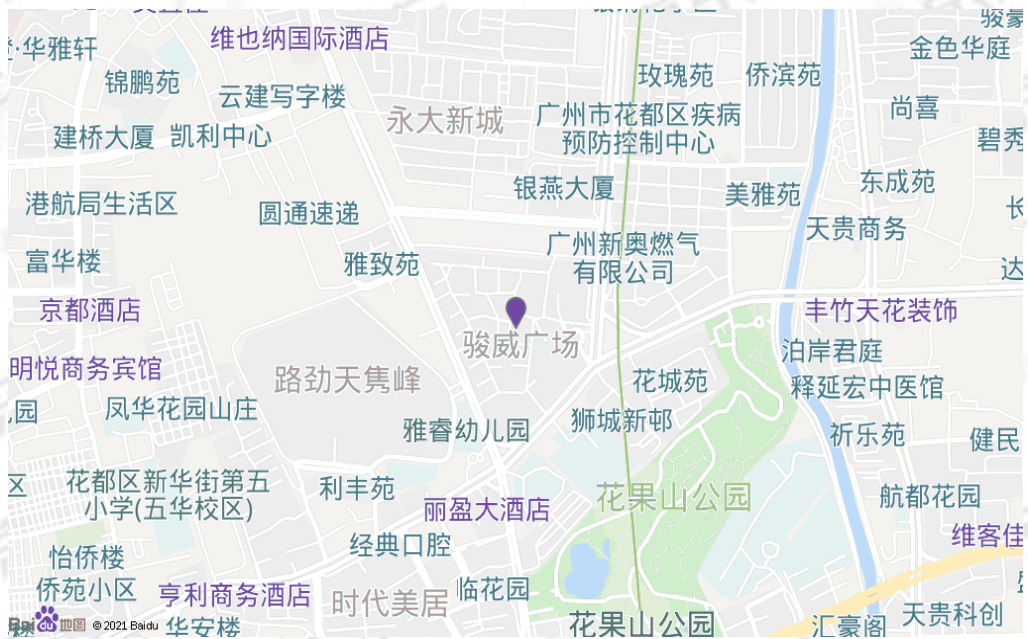 维也纳国际酒店
华雅轩
金色华庭
锦鹏苑
玫瑰苑
侨滨苑
云建写字楼
尚喜
永大新城
广州市花都区疾病
预防控制中心
建桥大厦
凯利中心
碧秀
银燕大厦
美雅苑
东成苑
港航局生活区
圆通速递
长
天贵商务
广州新奥燃气
有限公司
富华楼
雅致苑
达
京都酒店
丰竹天花装饰
骏威广场
泊岸君庭
明悦商务宾馆
路劲天隽峰
花城苑
释延宏中医馆
儿园
凤华花园山庄
狮城新邨
雅睿幼儿园
祈乐苑
健民
区
花都区新华街第五
小学(五华校区)
利丰苑
花果山公园
航都花园
丽盈大酒店
维客佳
经典口腔
怡侨楼
侨苑小区
亨利商务酒店
临花园
时代美居
天贵科创
Bai du 地图
© 2021 Baidu
华安楼
花果山公园
汇豪阁